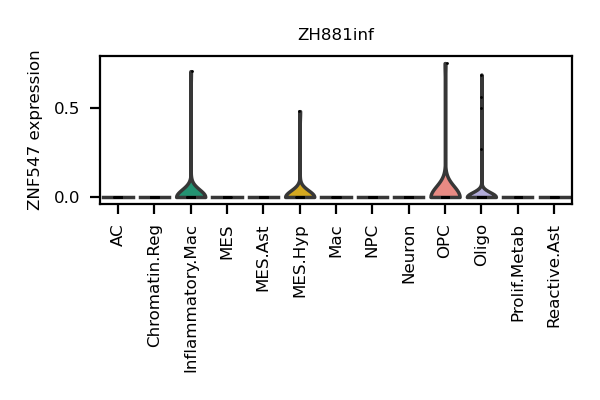 ZH881inf
ZNF547 expression
0.5
0.0
AC
Chromatin.Reg
Inflammatory.Mac
MES
MES.Ast
MES.Hyp
Mac
NPC
Neuron
OPC
Oligo
Prolif.Metab
Reactive.Ast